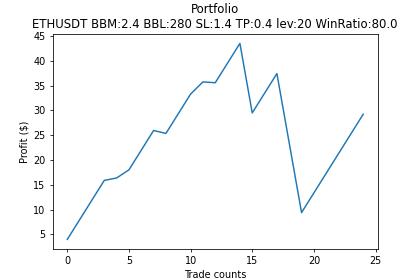 Portfolio
ETHUSDT BBM:2.4 BBL:280 SL:1.4 TP:0.4 lev:20 WinRatio:80.0
45
40
35
30
25
20
15
10
5
Profit ($)
0 5 10 15 20 25
Trade counts